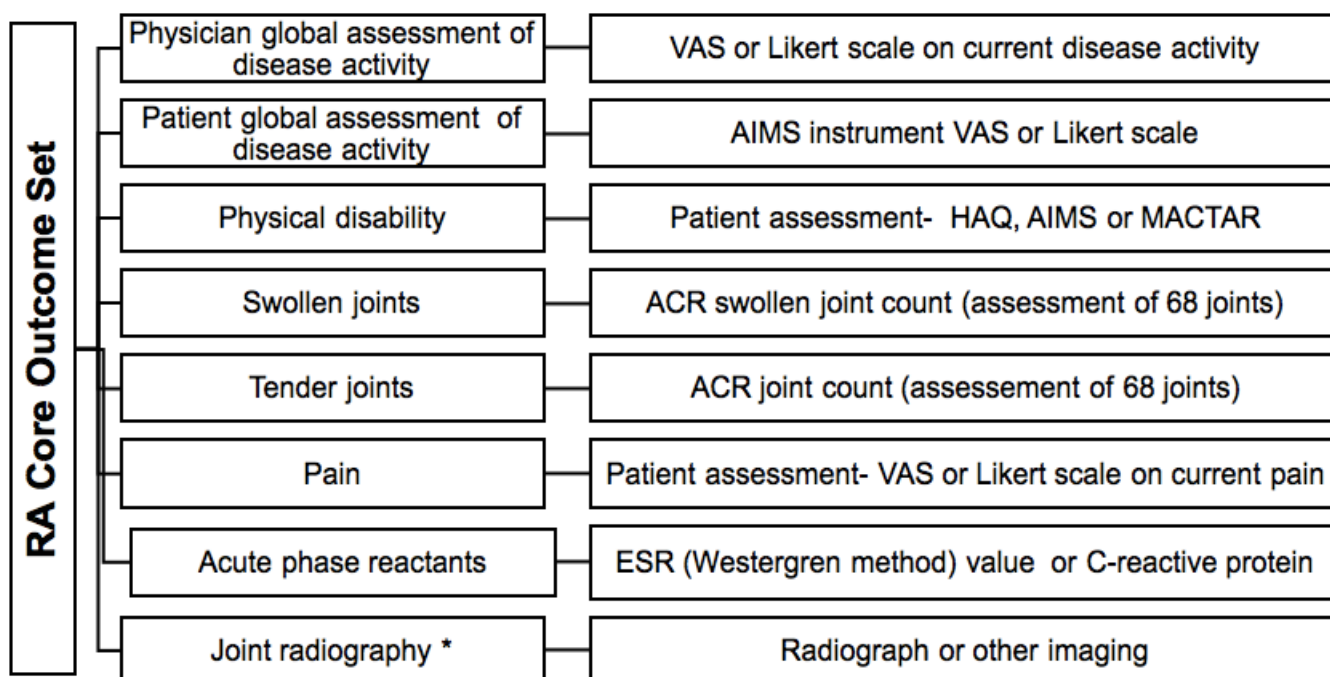 RA Core Outcome Set
Physician global assessment of
disease activity
VAS or Likert scale on current disease activity
Patient global assessment of
disease activity
AIMS instrument VAS or Likert scale
Physical disability
Patient assessment- HAQ, AIMS or MACTAR
Swollen joints
ACR swollen joint count (assessment of 68 joints)
Tender joints
ACR joint count (assessement of 68 joints)
Pain
Patient assessment- VAS or Likert scale on current pain
Acute phase reactants
ESR (Westergren method) value or C-reactive protein
Joint radiography *
Radiograph or other imaging